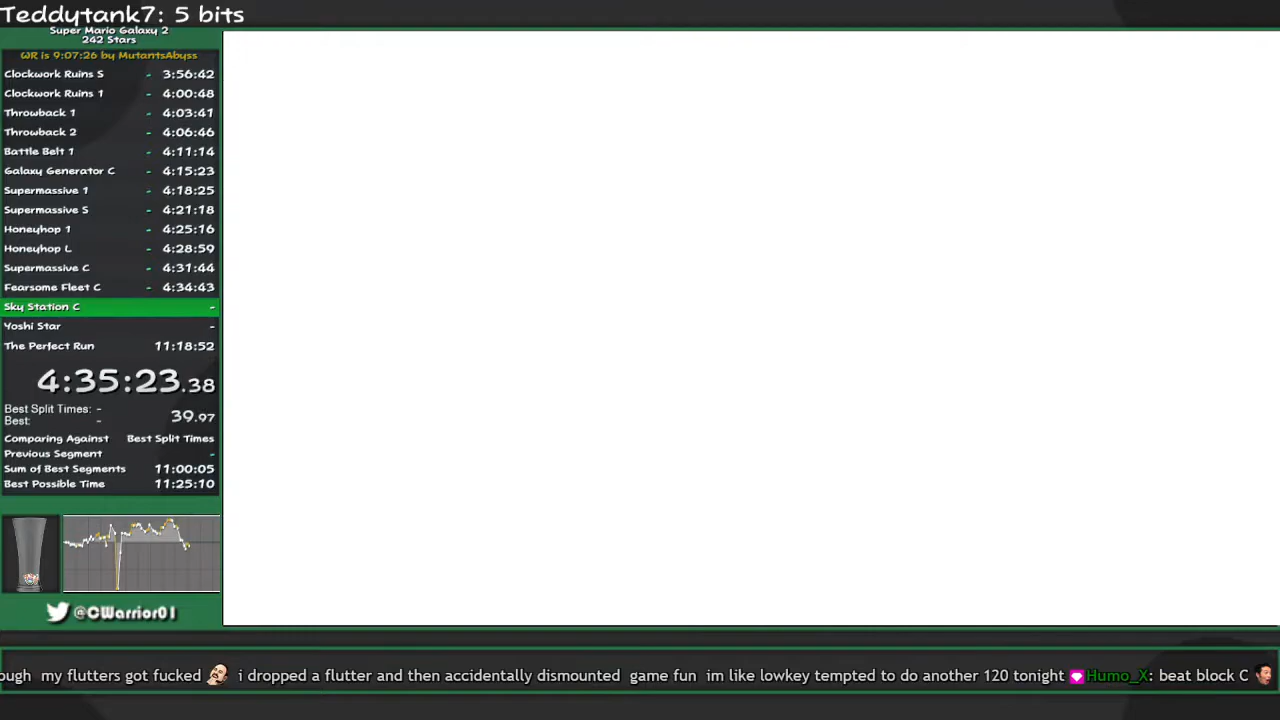 Teddytank7: 5 bits
Super Mario Galaxy 2
242 Stars
WR is 9:07:26 by MutantsAbyss
Clockwork Ruins S - 3:56:42
Clockwork Ruins 1 - 4:00:48
Throwback 1 - 4:03:41
Throwback 2 - 4:06:46
Battle Belt 1 - 4:11:14
Galaxy Generator C - 4:15:23
Supermassive 1 - 4:18:25
Supermassive S - 4:21:18
Honeyhop 1 - 4:25:16
Honeyhop L - 4:28:59
Supermassive C - 4:31:44
Fearsome Fleet C - 4:34:43
Sky Station C -
Yoshi Star -
The Perfect Run 11:18:52
4:35:23.38
Best Split Times: - 39.97
Best: -
Comparing Against Best Split Times
Previous Segment -
Sum of Best Segments 11:00:05
Best Possible Time 11:25:10
@CWarrior01
ough my flutters got fucked i dropped a flutter and then accidentally dismounted game fun im like lowkey tempted to do another 120 tonight Humo_X: beat block C